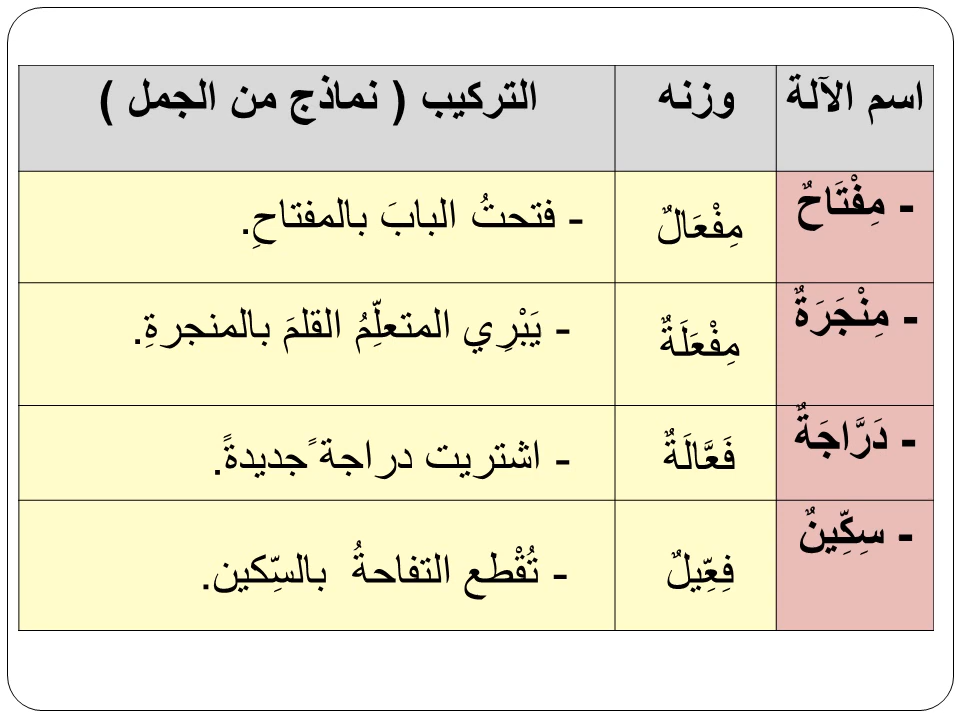 اسم الآلة
وزنه
التركيب ( نماذج من الجمل )
- مِفْتَاحٌ
مِفْعَالٌ
- فتحتُ البابَ بالمفتاحِ.
- مِنْجَرَةٌ
مِفْعَلَةٌ
- يَبْرِي المتعلِّمُ القلمَ بالمنجرةِ.
- دَرَّاجَةٌ
فَعَّالَةٌ
- اشتريت دراجة ًجديدةً.
- سِكِّينٌ
فِعِّيلٌ
- تُقْطع التفاحةُ بالسِّكين.